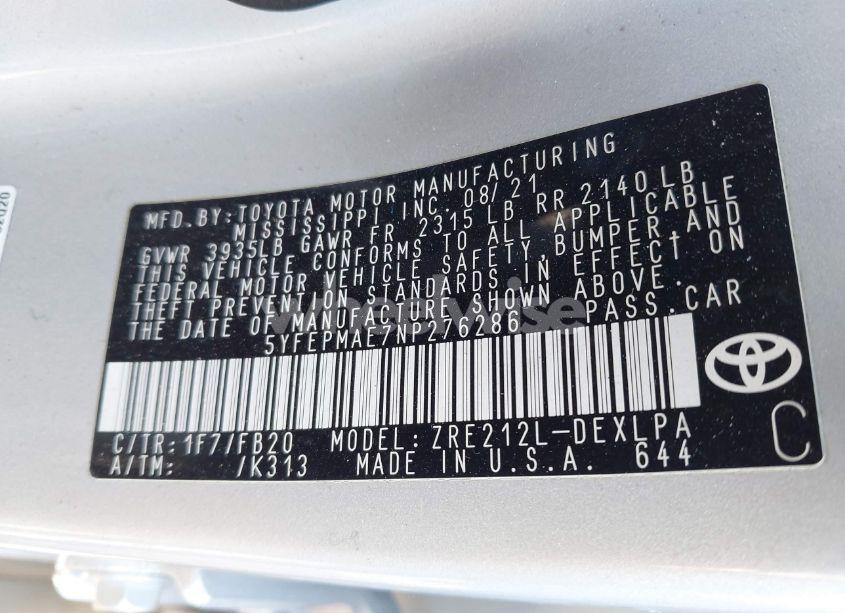 MFD. BY: TOYOTA MOTOR MANUFACTURING
MISSISSIPPI INC. 08/21
GVWR 3935LB GAWR FR 2315 LB RR 2140 LB
THIS VEHICLE CONFORMS TO ALL APPLICABLE
FEDERAL MOTOR VEHICLE SAFETY, BUMPER, AND
THEFT PREVENTION STANDARDS IN EFFECT ON
THE DATE OF MANUFACTURE SHOWN ABOVE.
5YFEPMAE7NP276286 PASS. CAR
C/TR: 1F7/FB20 MODEL: ZRE212L-DEXLPA
A/TM: /K313 MADE IN U.S.A. 644
C